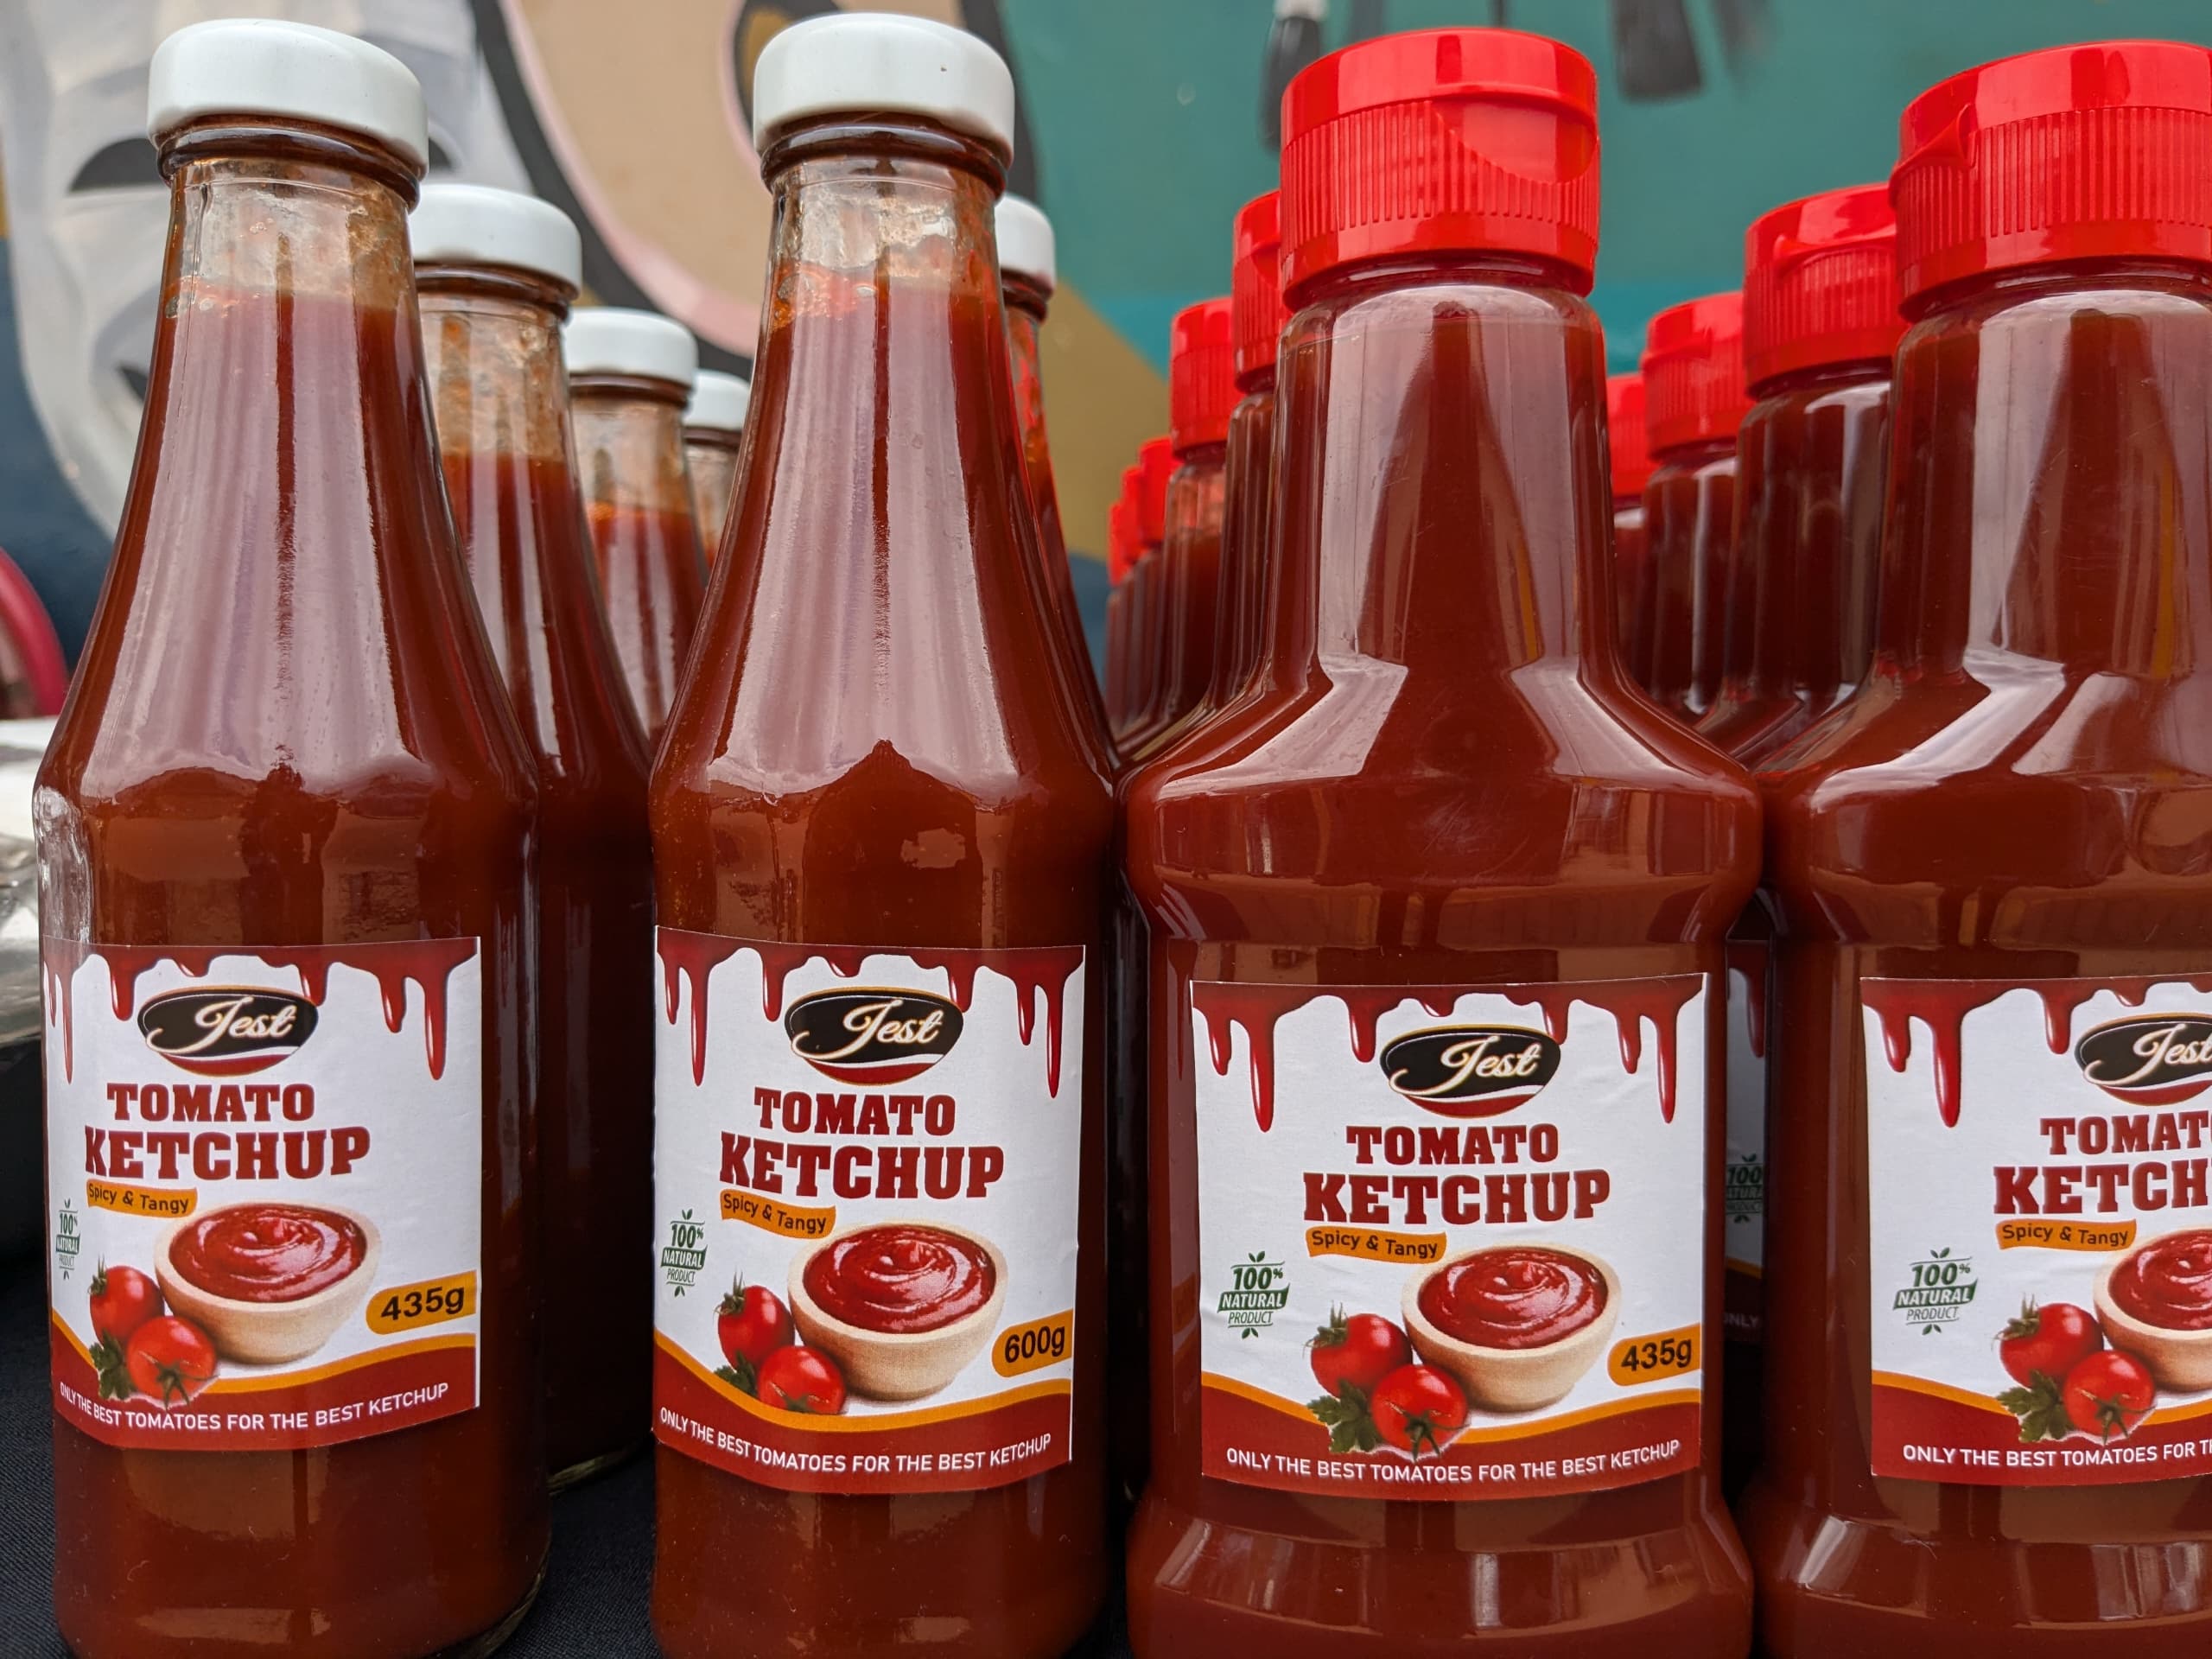 Jest
TOMATO
KETCHUP
Spicy & Tangy
100%
NATURAL
PRODUCT
435g
ONLY THE BEST TOMATOES FOR THE BEST KETCHUP
Jest
TOMATO
KETCHUP
Spicy & Tangy
100%
NATURAL
PRODUCT
600g
ONLY THE BEST TOMATOES FOR THE BEST KETCHUP
Jest
TOMATO
KETCHUP
Spicy & Tangy
100%
NATURAL
PRODUCT
435g
ONLY THE BEST TOMATOES FOR THE BEST KETCHUP
100
ONLY
Jest
TOMAT
KETCH
Spicy & Tangy
100%
NATURAL
PRODUCT
ONLY THE BEST TOMATOES FOR